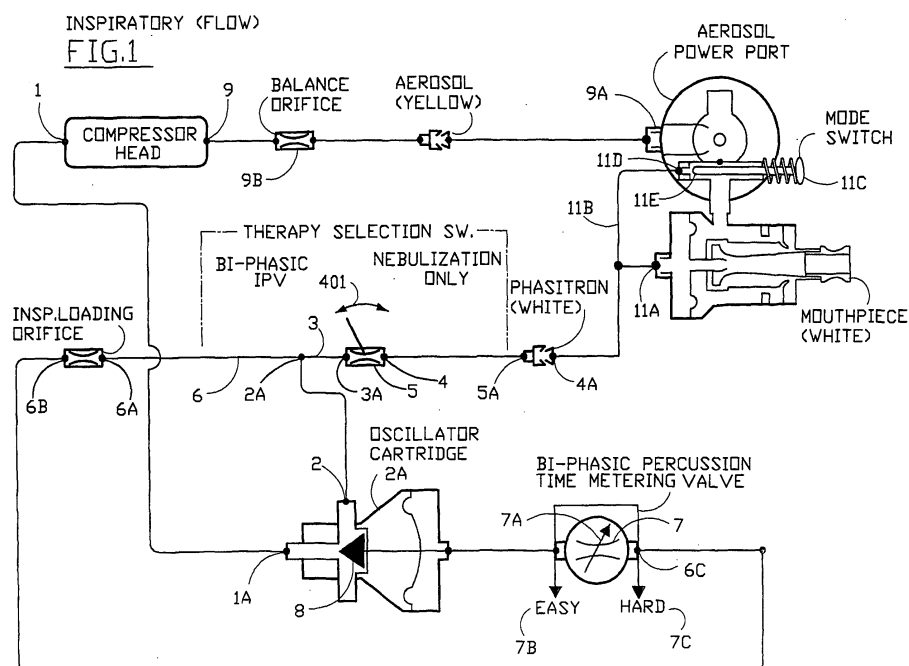 INSPIRATORY (FLOW)
FIG.1
AEROSOL
POWER PORT
1
9
BALANCE
ORIFICE
AEROSOL
(YELLOW)
9A
MODE
SWITCH
COMPRESSOR
HEAD
9B
11D
11E
11C
11B
THERAPY SELECTION SW.
BI-PHASIC
IPV
NEBULIZATION
ONLY
401
PHASITRON
(WHITE)
11A
MOUTHPIECE
(WHITE)
INSP.LOADING
ORIFICE
3
6B
6A
6
2A
3A
5
4
5A
4A
OSCILLATOR
CARTRIDGE
2A
2
BI-PHASIC PERCUSSION
TIME METERING VALVE
7A
7
1A
8
6C
EASY
HARD
7B
7C